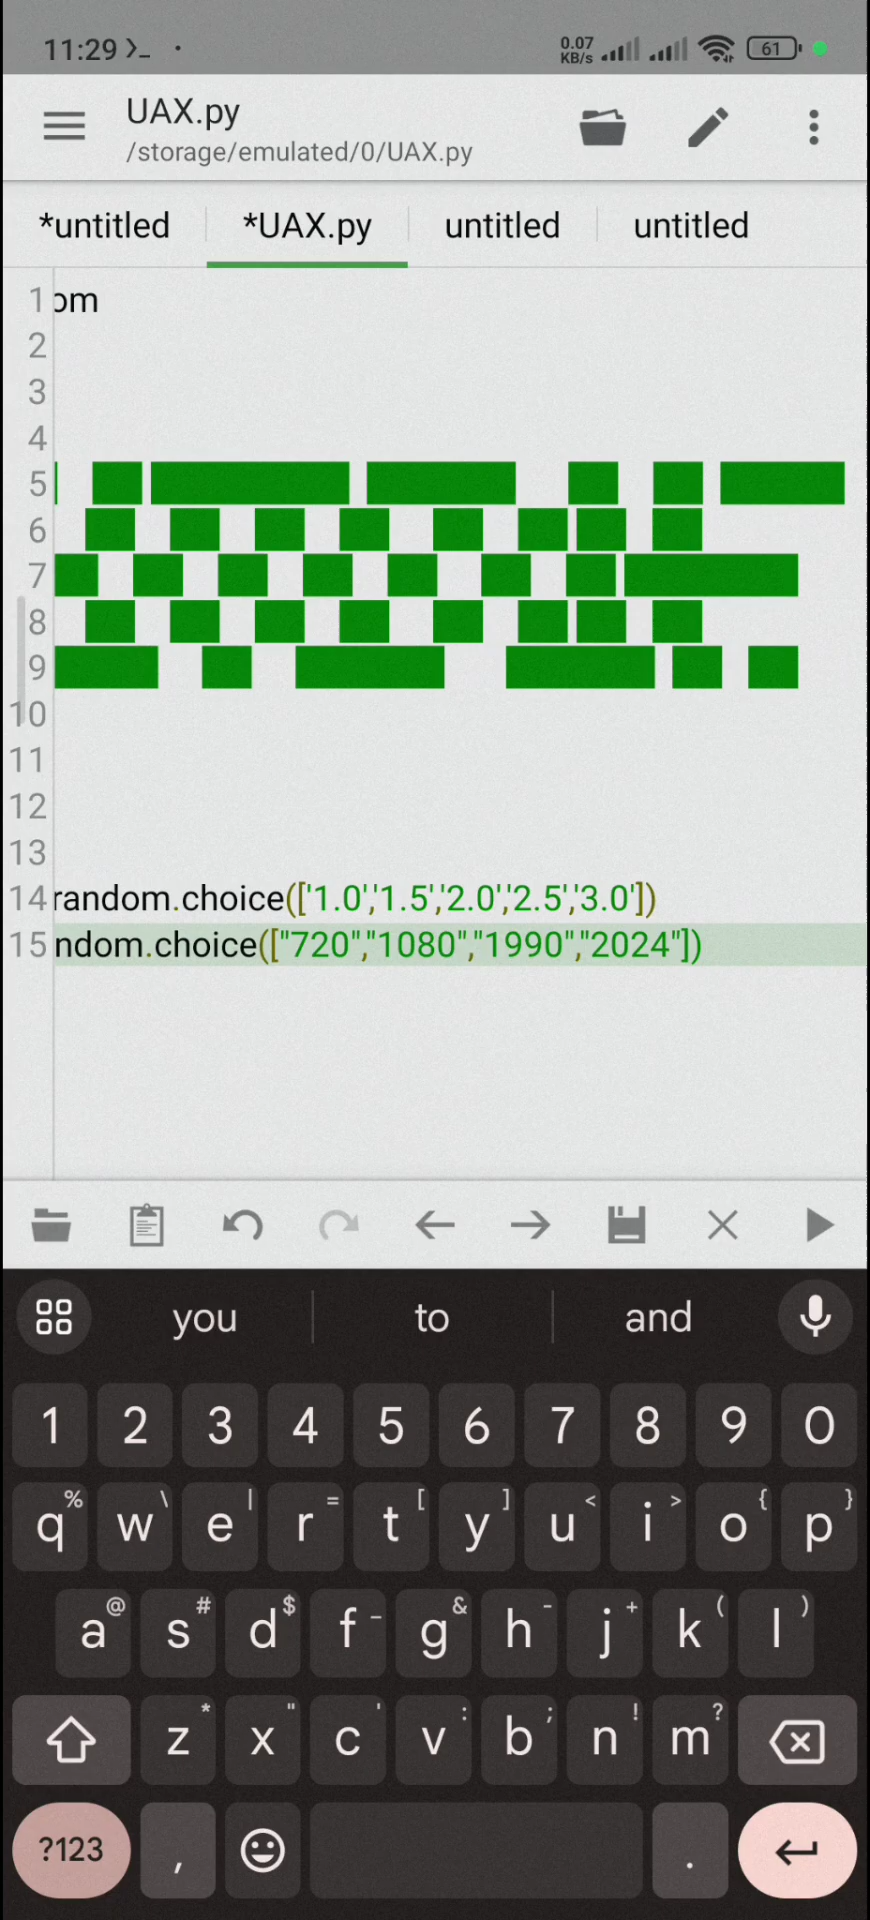 11:29
0.07
KB/s
61
UAX.py
/storage/emulated/0/UAX.py
*untitled
*UAX.py
untitled
untitled
1
om
2
3
4
5
6
7
8
9
10
11
12
13
14 random.choice(['1.0','1.5','2.0','2.5','3.0'])
15 ndom.choice(["720","1080","1990","2024"])
you
to
and
1 2 3 4 5 6 7 8 9 0
% \ | = [ ] < > { }
q w e r t y u i o p
@ # $ _ & - + ( )
a s d f g h j k l
* " ' : ; ! ?
z x c v b n m
?123 , .